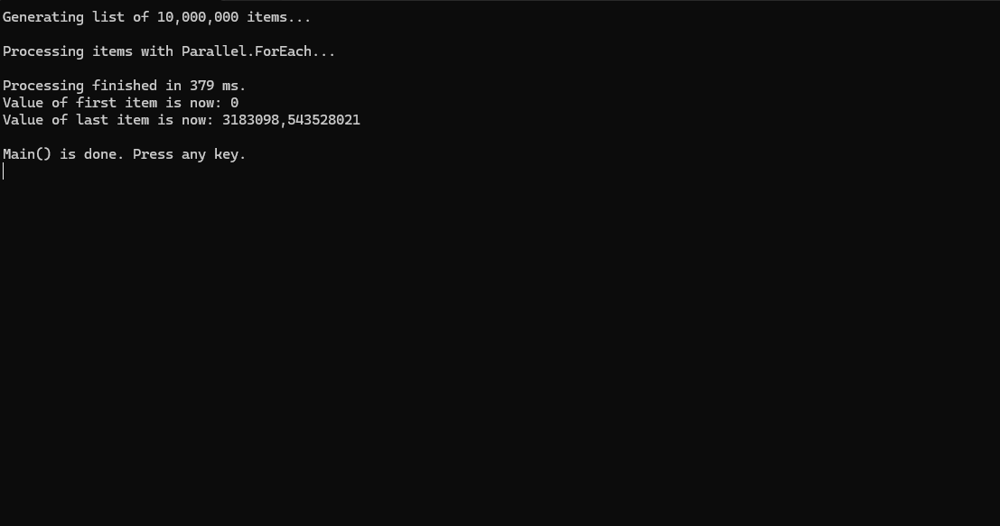 Generating list of 10,000,000 items...
Processing items with Parallel.ForEach...
Processing finished in 379 ms.
Value of first item is now: 0
Value of last item is now: 3183098,543528021
Main() is done. Press any key.